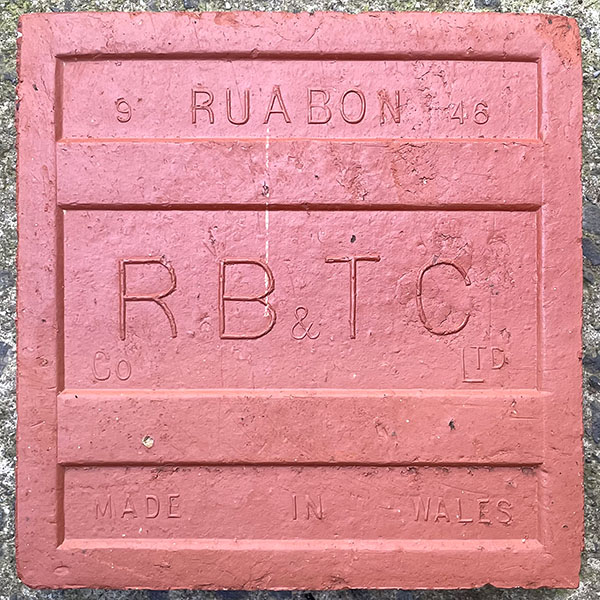 9 RUABON 46
R B & T C
Co LTD
MADE IN WALES